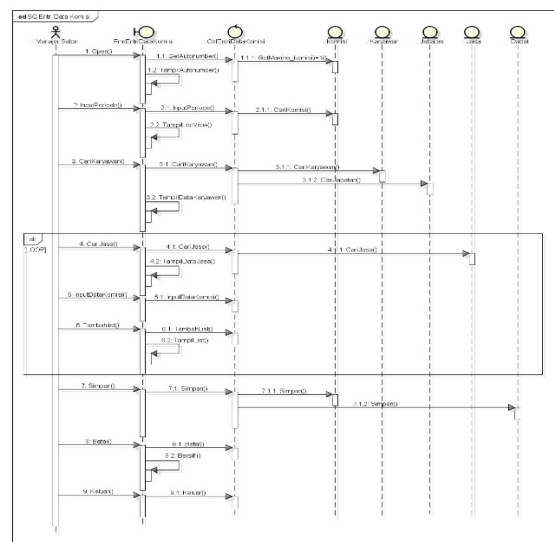 sd SQ Entri Data Komisi
Manajer Salon
FrmEntriDataKomisi
CtrlEntriDataKomisi
Komisi
Karyawan
Jabatan
Jasa
Dapat
1: Open()
1.1: GetAutonumber()
1.1.1: GetMax(no_komisi)+1()
1.2: TampilAutonumber()
2: InputPeriode()
2.1: InputPeriode()
2.1.1: CariKomisi()
2.2: TampilListView()
3: CariKaryawan()
3.1: CariKaryawan()
3.1.1: CariKaryawan()
3.1.2: CariJabatan()
3.2: TampilDataKaryawan()
alt
[LOOP]
4: CariJasa()
4.1: CariJasa()
4.1.1: CariJasa()
4.2: TampilDataJasa()
5: InputDataKomisi()
5.1: InputDataKomisi()
6: Tambahlist()
6.1: TambahList()
6.2: TampilList()
7: Simpan()
7.1: Simpan()
7.1.1: Simpan()
7.1.2: Simpan()
8: Batal()
8.1: Batal()
8.2: Bersih()
9: Keluar()
9.1: Keluar()